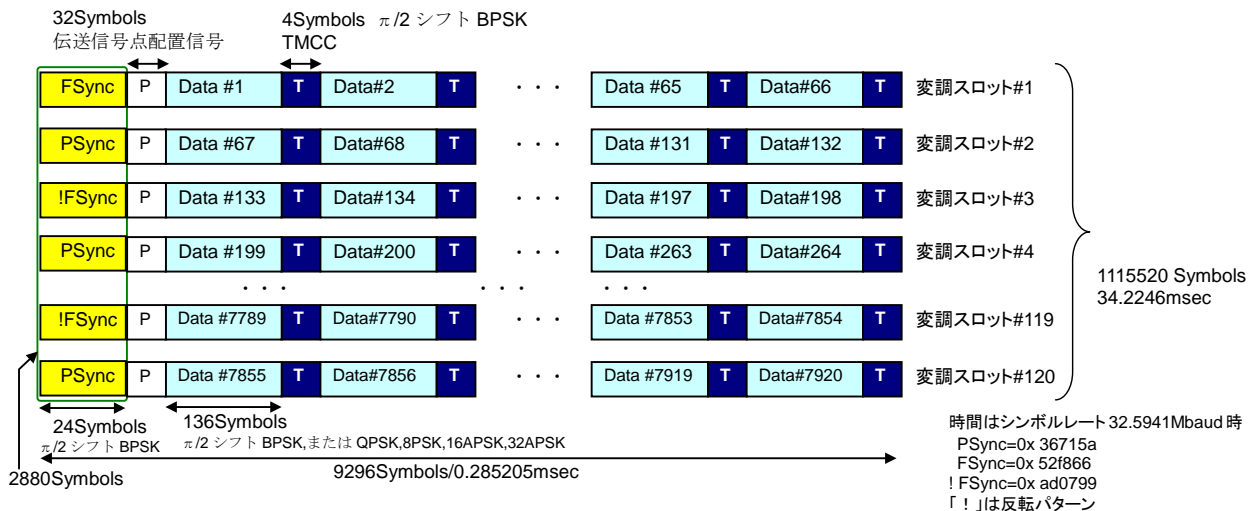 32Symbols
伝送信号点配置信号
4Symbols π/2 シフト BPSK
TMCC
FSync P Data #1 T Data#2 T ・・・ Data #65 T Data#66 T 変調スロット#1
PSync P Data #67 T Data#68 T ・・・ Data #131 T Data#132 T 変調スロット#2
!FSync P Data #133 T Data#134 T ・・・ Data #197 T Data#198 T 変調スロット#3
PSync P Data #199 T Data#200 T ・・・ Data #263 T Data#264 T 変調スロット#4
・・・ ・・・ ・・・
!FSync P Data #7789 T Data#7790 T ・・・ Data #7853 T Data#7854 T 変調スロット#119
PSync P Data #7855 T Data#7856 T ・・・ Data #7919 T Data#7920 T 変調スロット#120
1115520 Symbols
34.2246msec
24Symbols
π/2 シフト BPSK
136Symbols
π/2 シフト BPSK,または QPSK,8PSK,16APSK,32APSK
2880Symbols
9296Symbols/0.285205msec
時間はシンボルレート 32.5941Mbaud 時
PSync=0x 36715a
FSync=0x 52f866
! FSync=0x ad0799
「！」は反転パターン